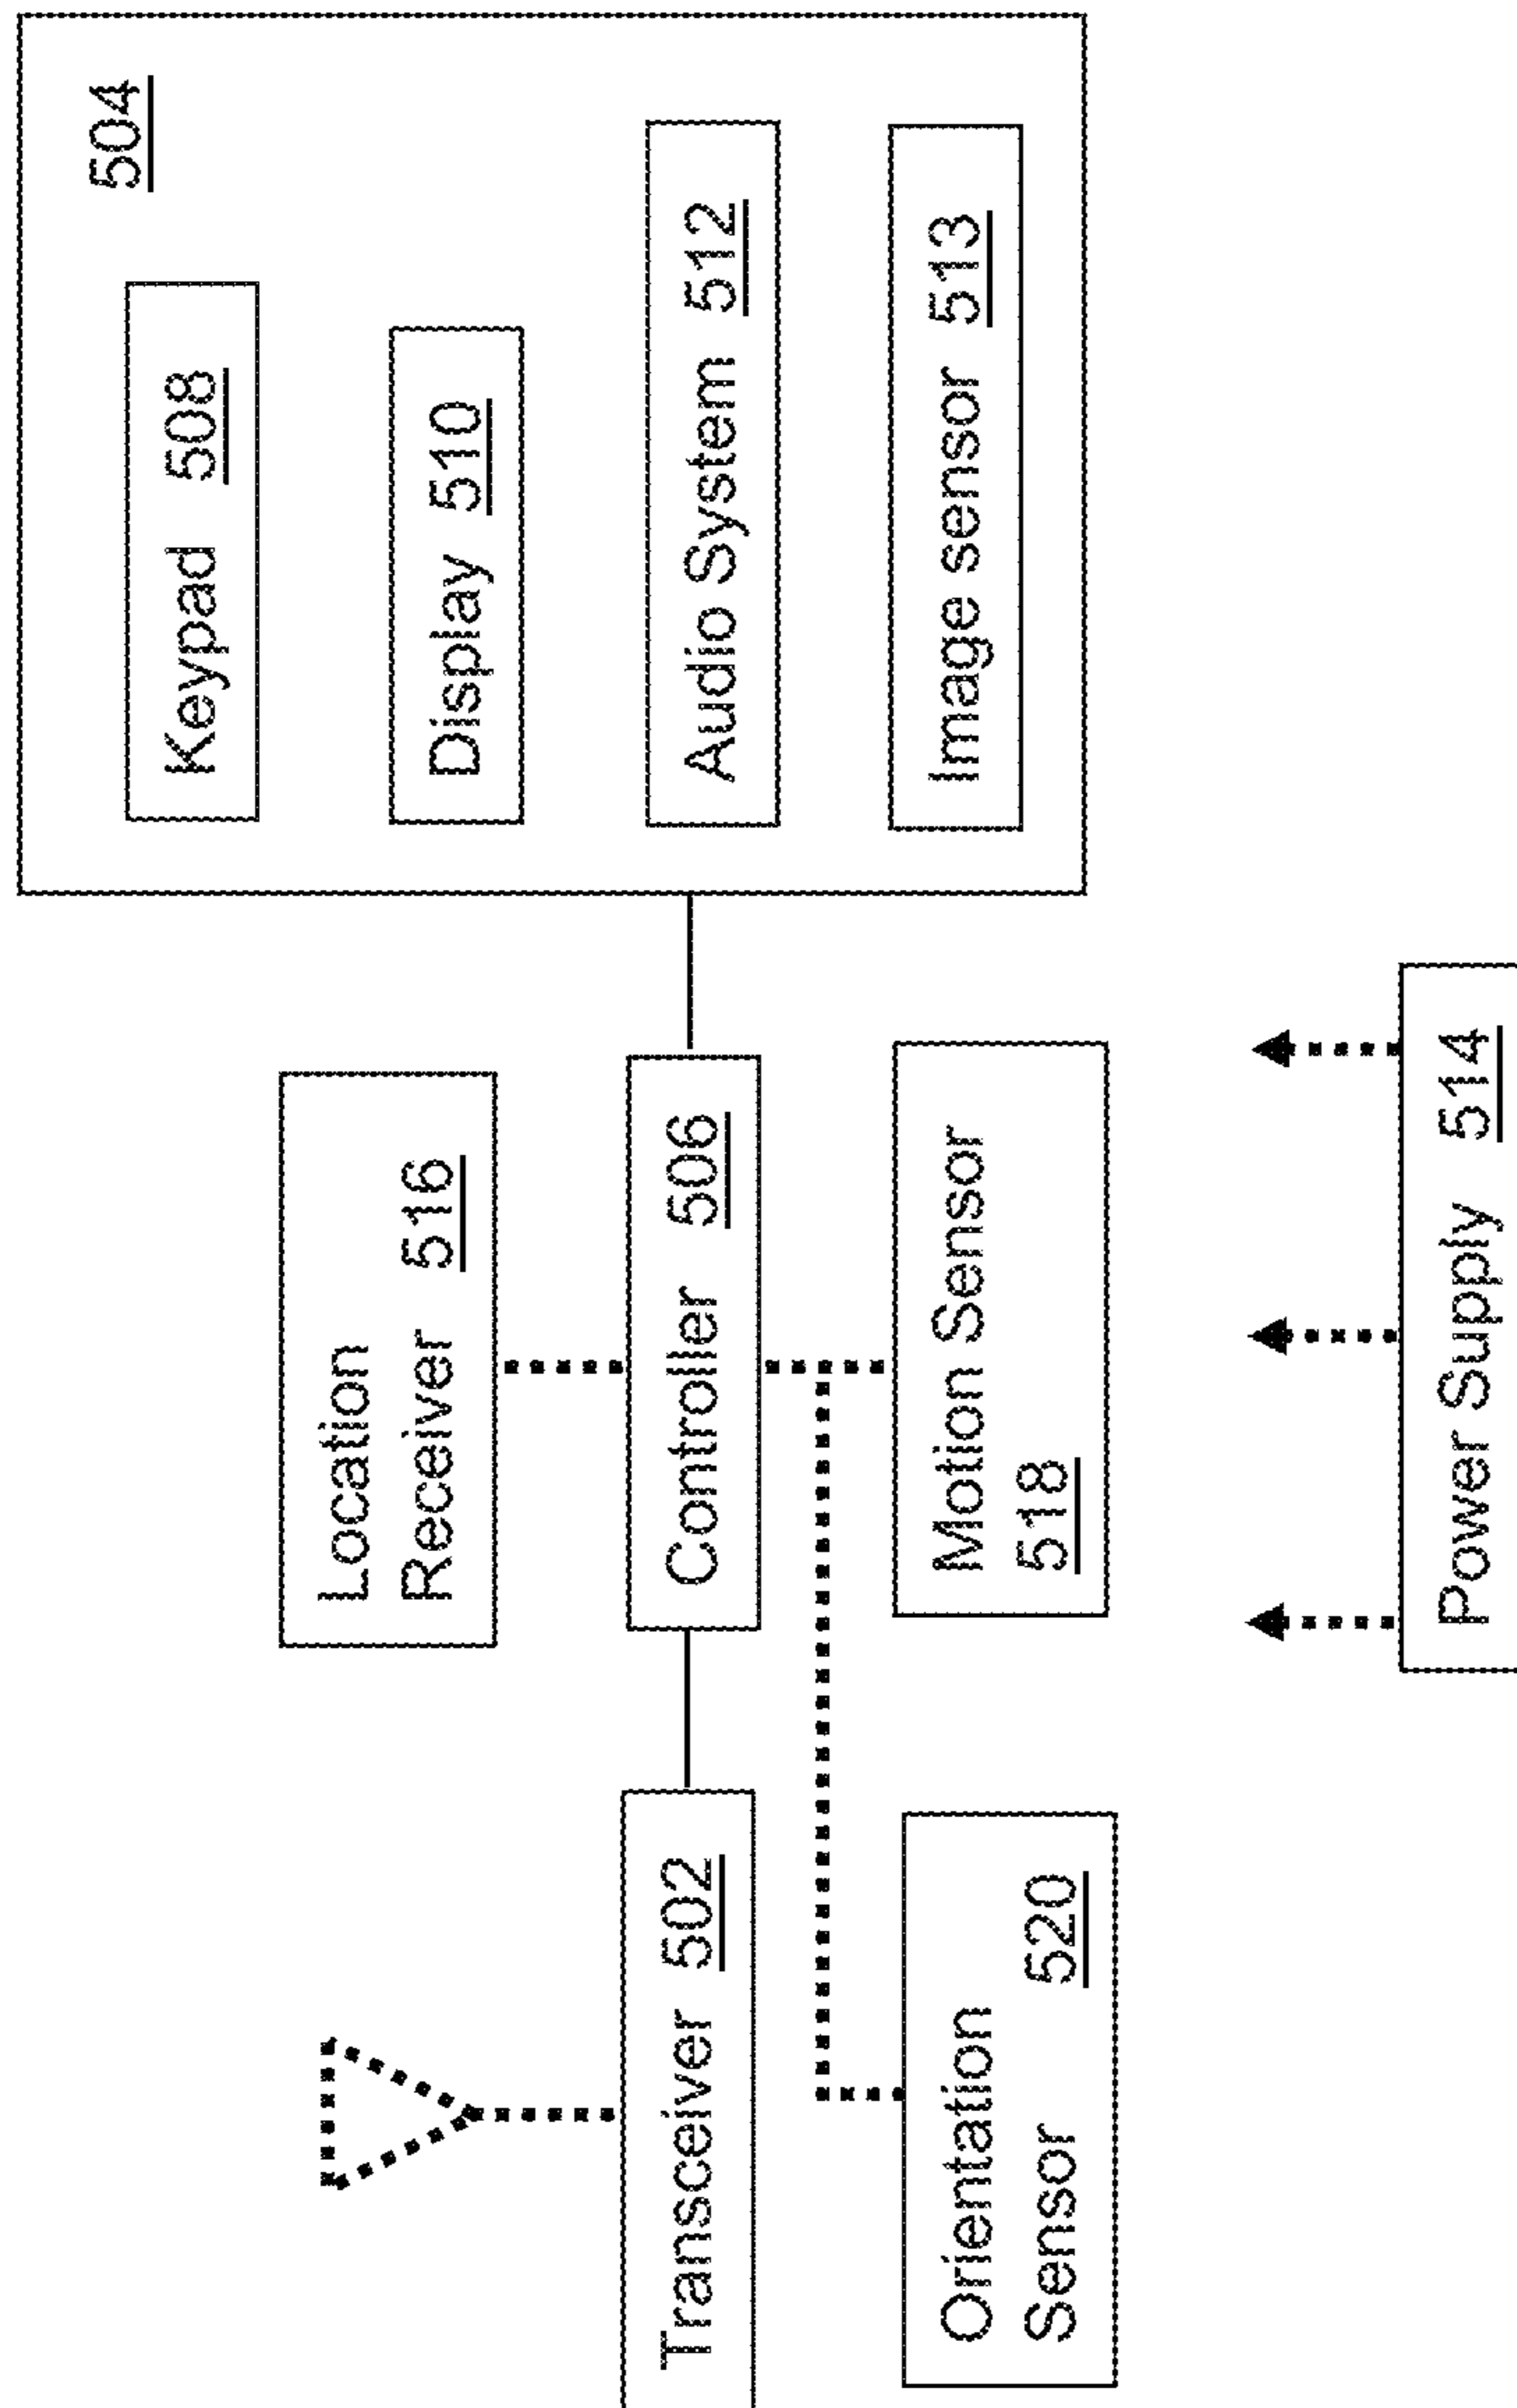 504
Keypad 508
Display 510
Audio System 512
Image sensor 513
Location
Receiver 516
Controller 506
Motion Sensor
518
Transceiver 502
Orientation
Sensor 520
Power Supply 514